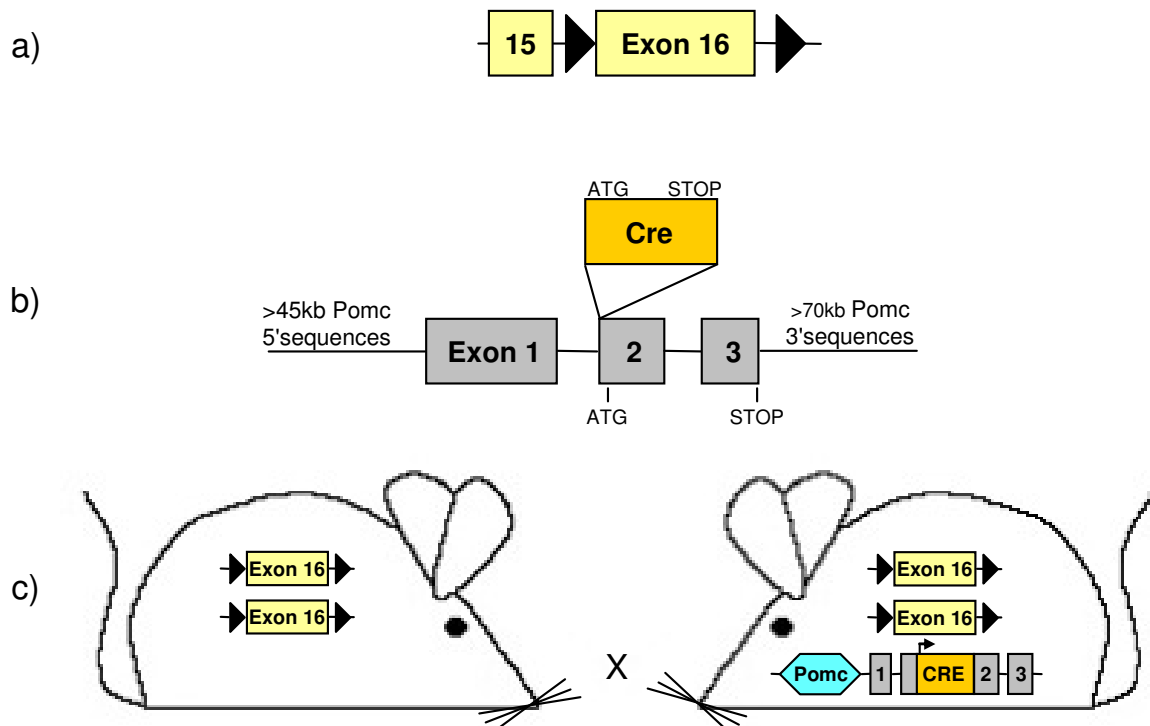 a)
15 Exon 16
ATG STOP
Cre
b)
>45kb Pomc
5'sequences
>70kb Pomc
3'sequences
Exon 1 2 3
ATG STOP
c)
Exon 16
Exon 16
X
Exon 16
Exon 16
Pomc 1 CRE 2 3